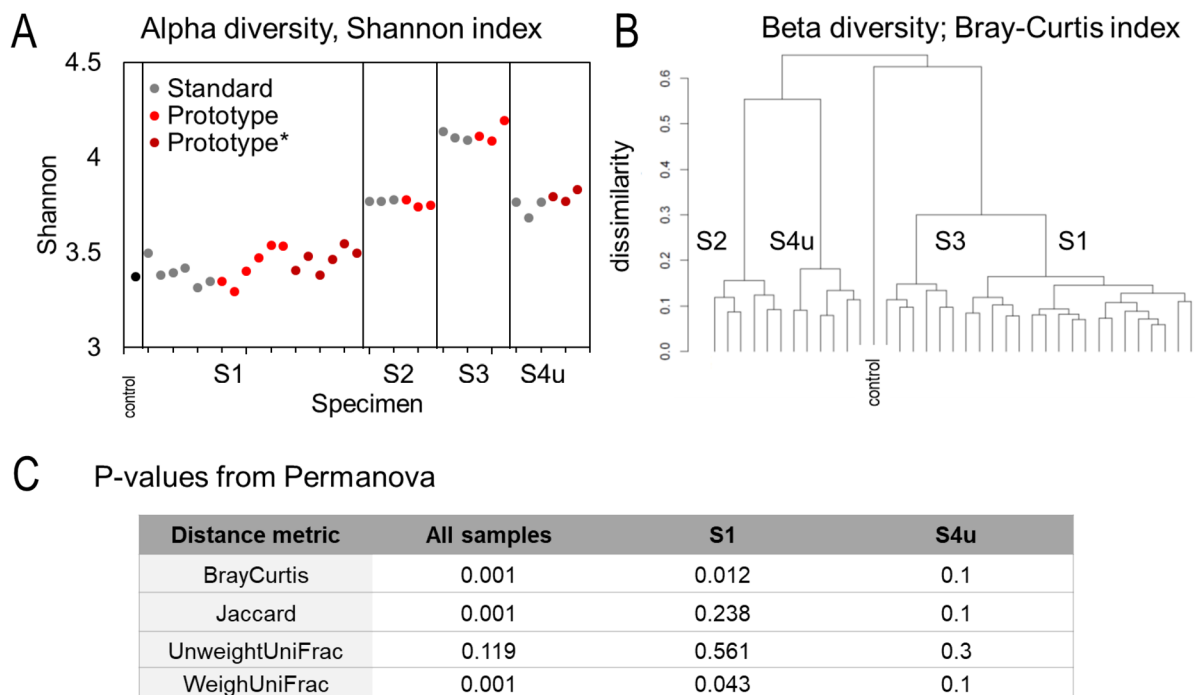 A
Alpha diversity, Shannon index
4.5
4
3.5
3
Shannon
Standard
Prototype
Prototype*
control
S1
S2
S3
S4u
Specimen
B
Beta diversity; Bray-Curtis index
dissimilarity
0.6
0.5
0.4
0.3
0.2
0.1
0.0
S2
S4u
S3
S1
control
C
P-values from Permanova
Distance metric All samples S1 S4u
BrayCurtis 0.001 0.012 0.1
Jaccard 0.001 0.238 0.1
UnweightUniFrac 0.119 0.561 0.3
WeighUniFrac 0.001 0.043 0.1